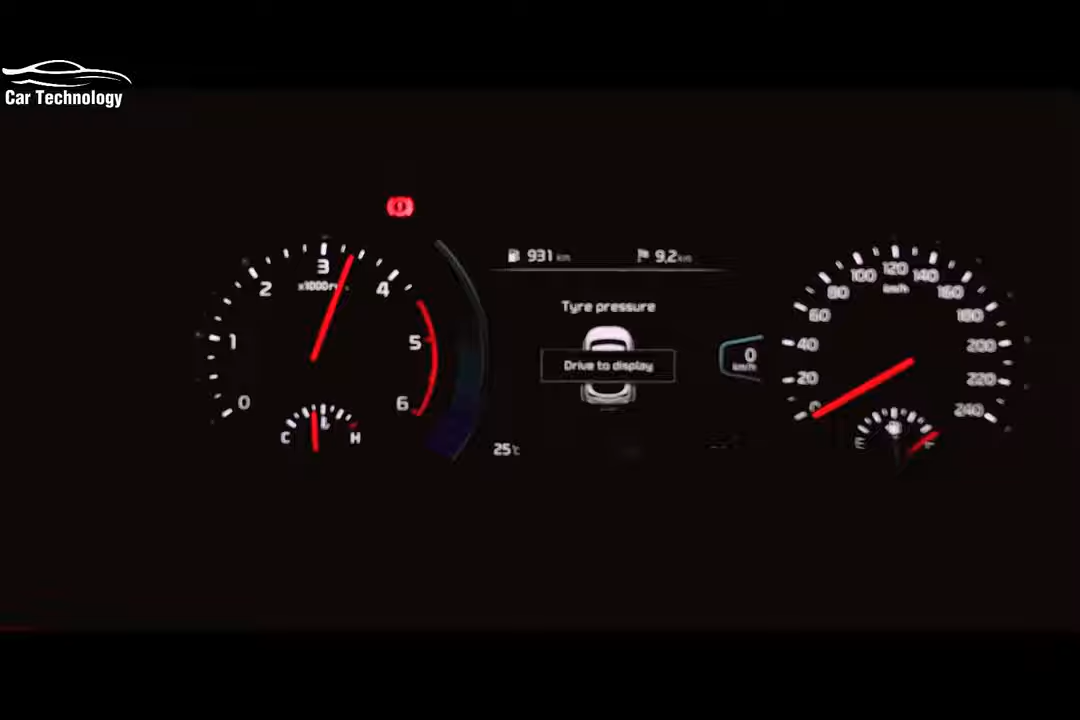 Car Technology
931 km
9.2 km
3
x1000r
2
4
1
5
0
6
C
H
Tyre pressure
Drive to display
25°c
0
km/h
120
100
140
km/h
80
160
60
180
40
200
20
220
0
240
E
F